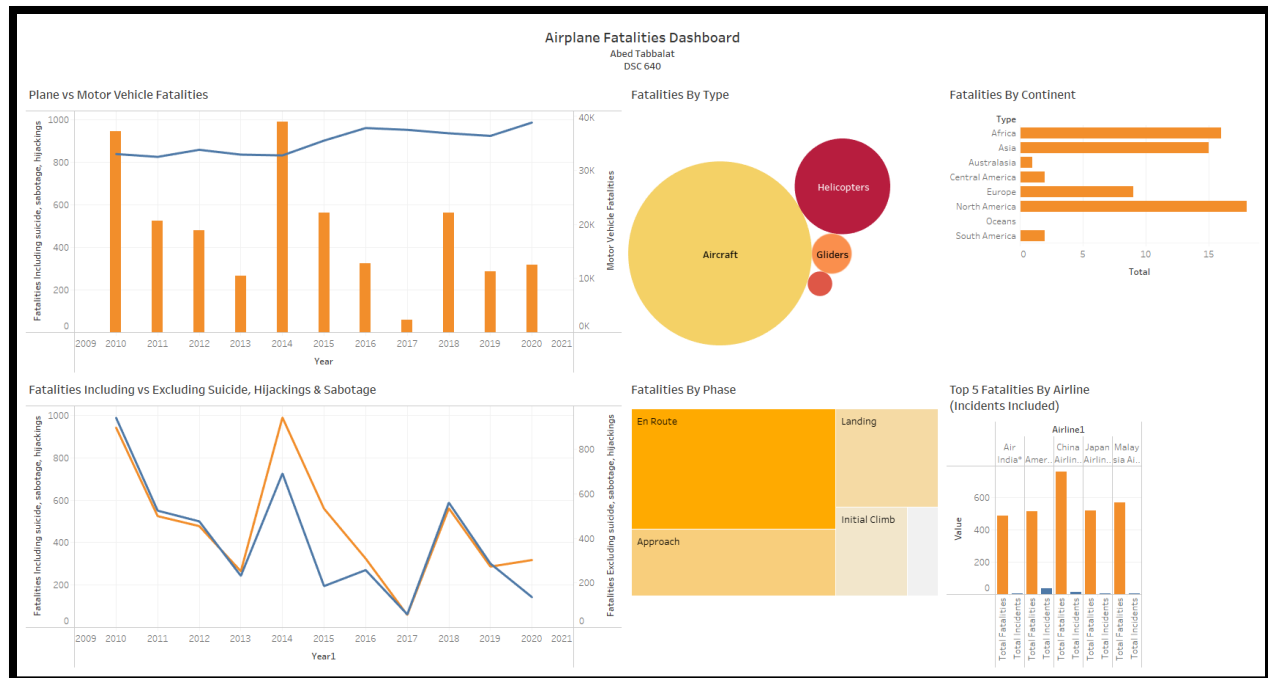 Airplane Fatalities Dashboard
Abed Tabbalat
DSC 640
Plane vs Motor Vehicle Fatalities
Fatalities Including suicide, sabotage, hijackings
1000
800
600
400
200
0
40K
30K
20K
10K
0K
Motor Vehicle Fatalities
2009 2010 2011 2012 2013 2014 2015 2016 2017 2018 2019 2020 2021
Year
Fatalities By Type
Aircraft
Helicopters
Gliders
Fatalities By Continent
Type
Africa
Asia
Australasia
Central America
Europe
North America
Oceans
South America
0 5 10 15
Total
Fatalities Including vs Excluding Suicide, Hijackings & Sabotage
Fatalities Including suicide, sabotage, hijackings
1000
800
600
400
200
0
800
600
400
200
0
Fatalities Excluding suicide, sabotage, hijackings
2009 2010 2011 2012 2013 2014 2015 2016 2017 2018 2019 2020 2021
Year1
Fatalities By Phase
En Route
Landing
Approach
Initial Climb
Top 5 Fatalities By Airline
(Incidents Included)
Airline1
Air China Japan Malay
India* Amer.. Airlin.. Airlin.. sia Ai..
Value
600
400
200
0
Total Fatalities
Total Incidents
Total Fatalities
Total Incidents
Total Fatalities
Total Incidents
Total Fatalities
Total Incidents
Total Fatalities
Total Incidents